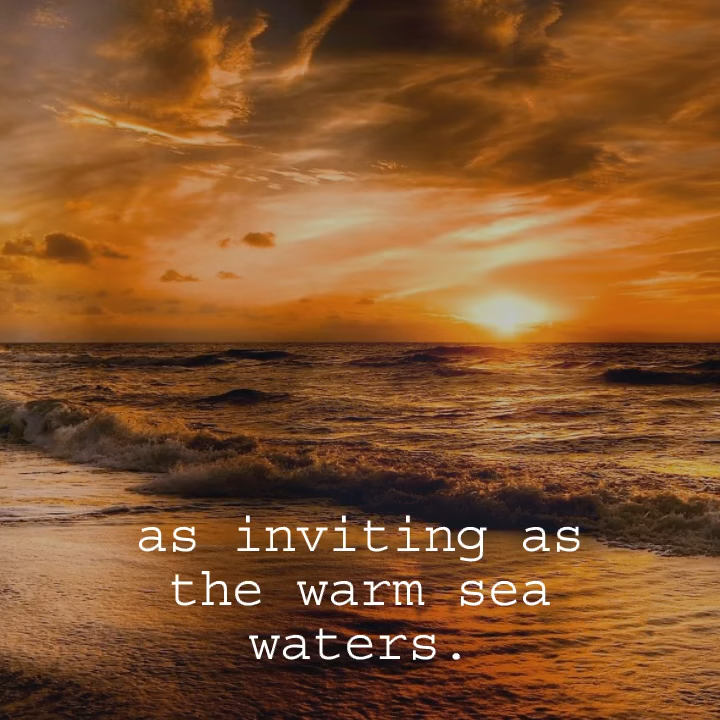 as inviting as
the warm sea
waters.